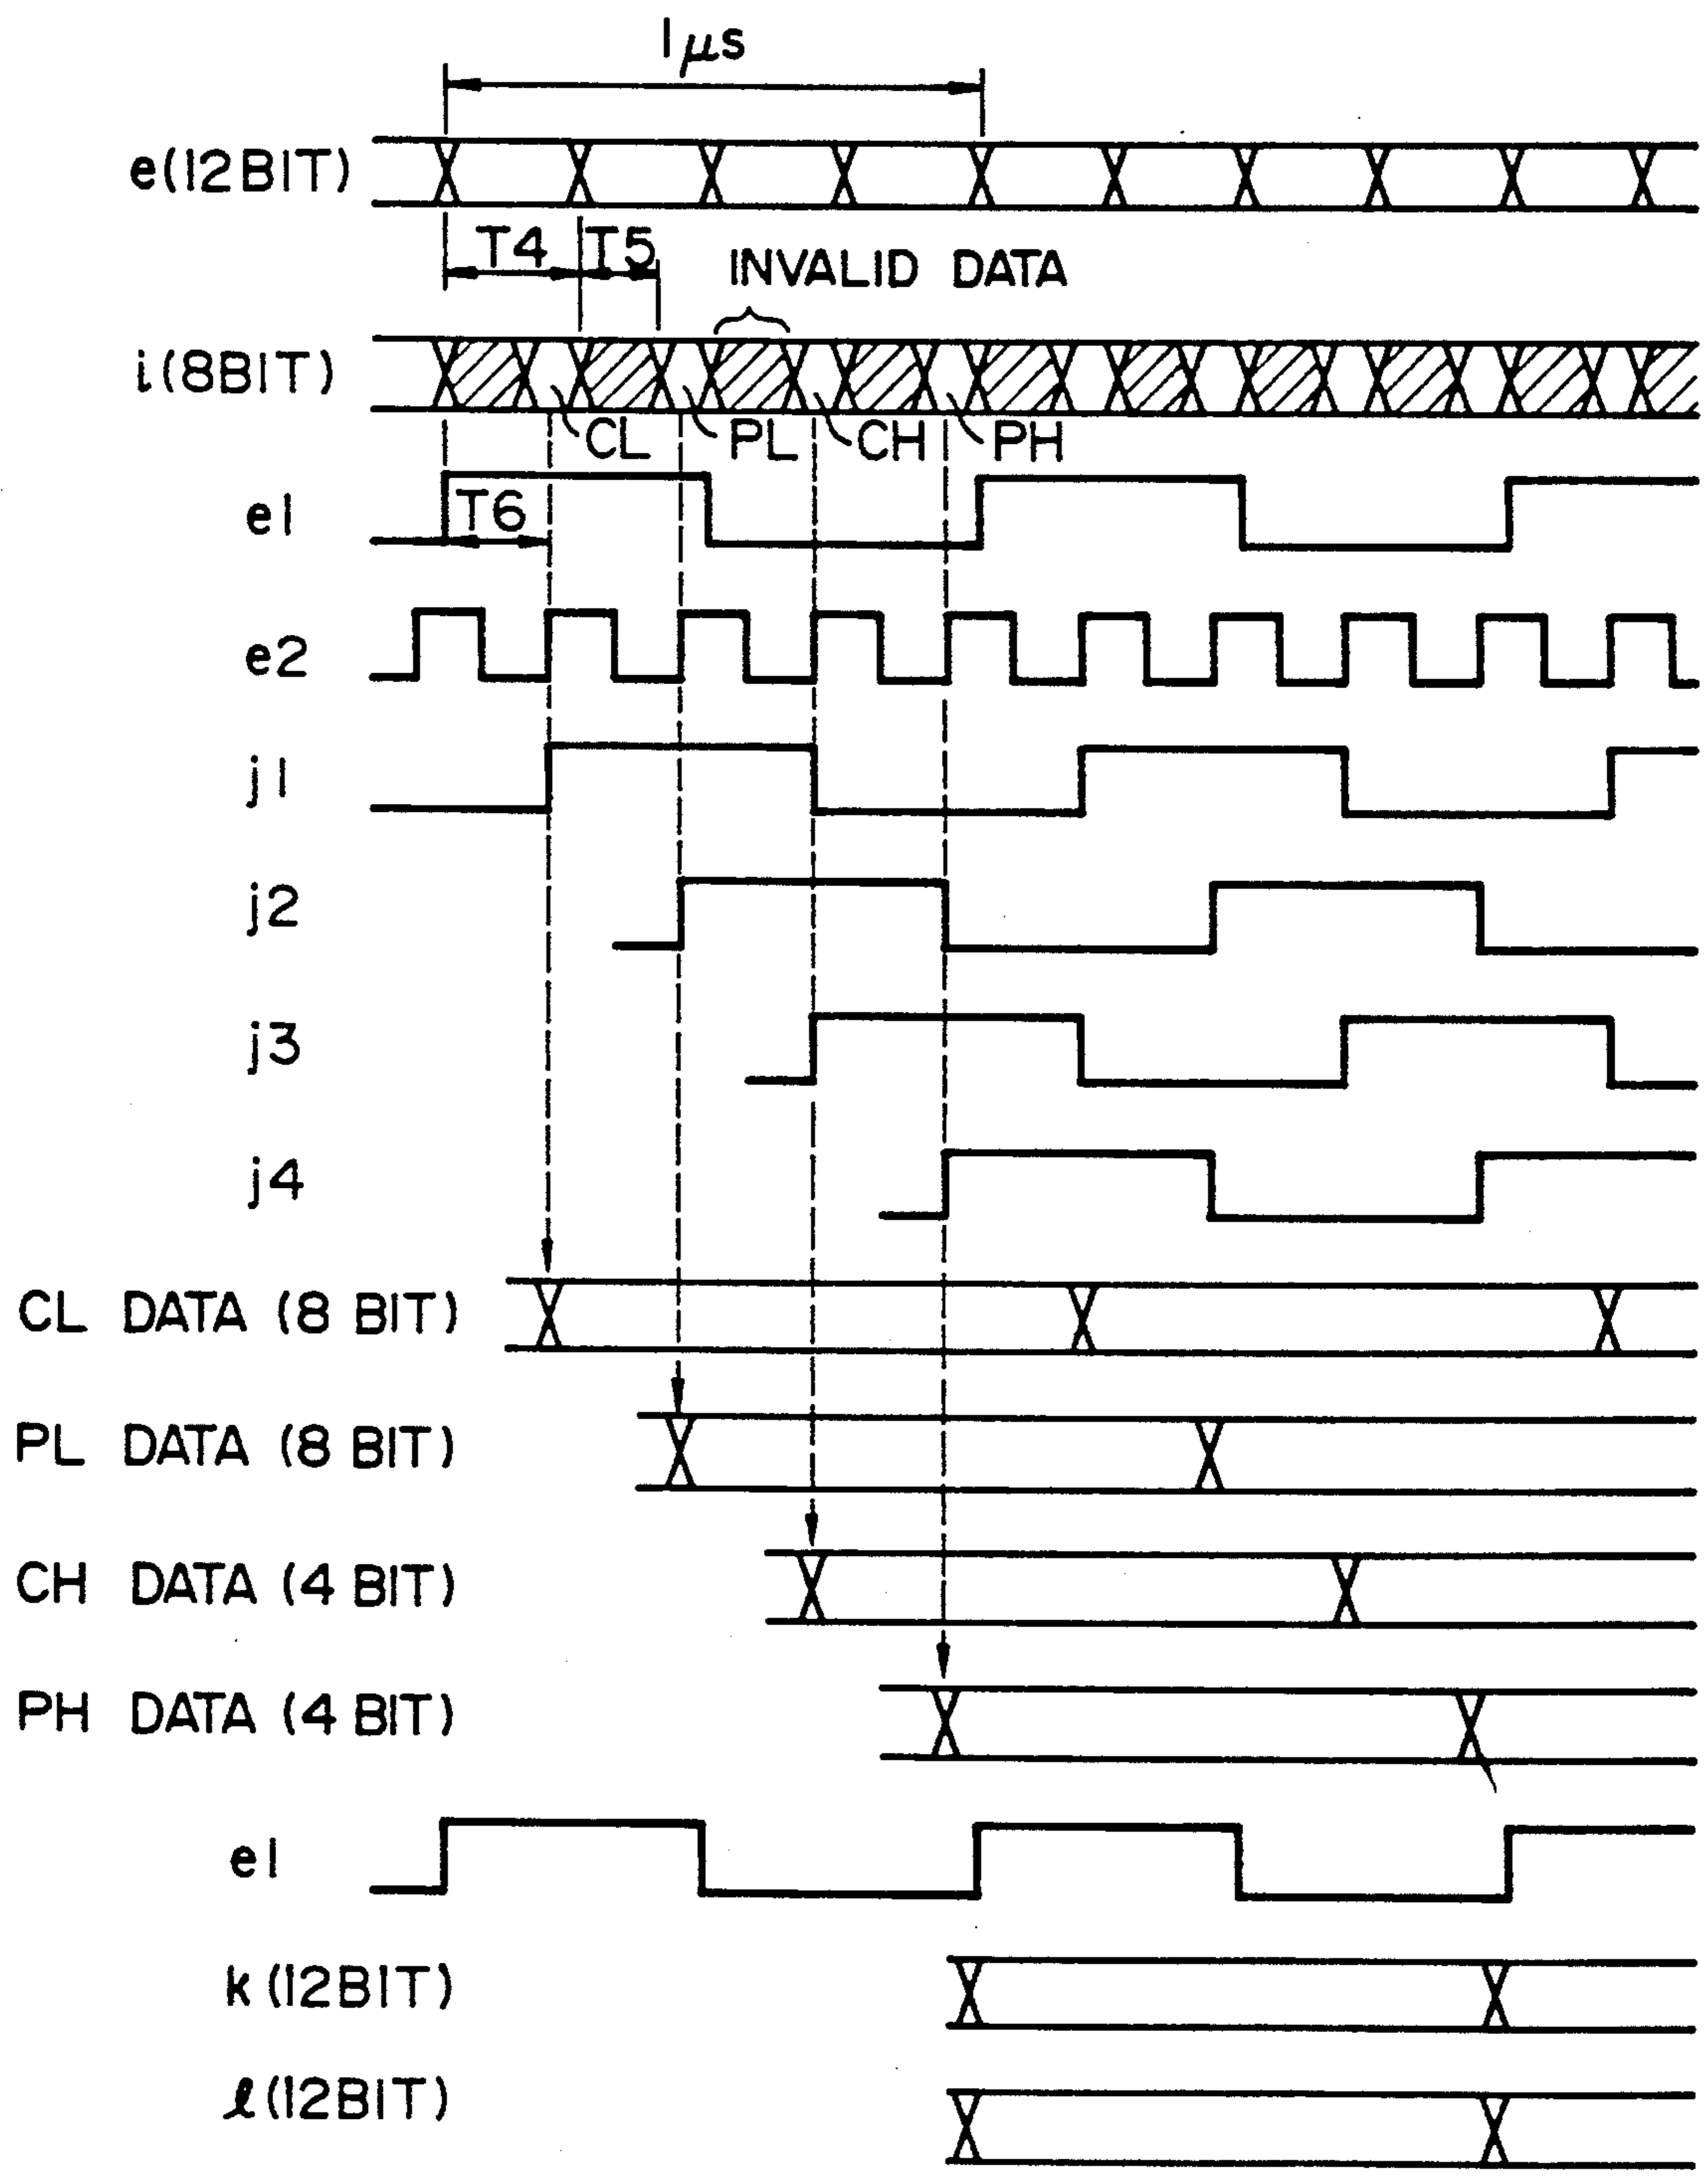 1μs
e(12BIT)
T4 T5
INVALID DATA
i(8BIT)
CL PL CH PH
e1
T6
e2
j1
j2
j3
j4
CL DATA (8 BIT)
PL DATA (8 BIT)
CH DATA (4 BIT)
PH DATA (4 BIT)
e1
k(12BIT)
ℓ(12BIT)